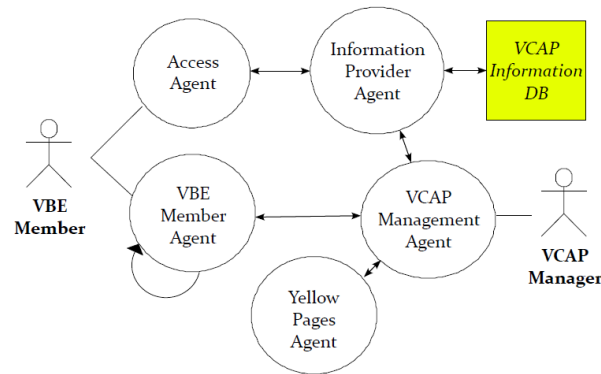 Access
Agent
Information
Provider
Agent
VCAP
Information
DB
VBE
Member
VBE
Member
Agent
VCAP
Management
Agent
VCAP
Manager
Yellow
Pages
Agent